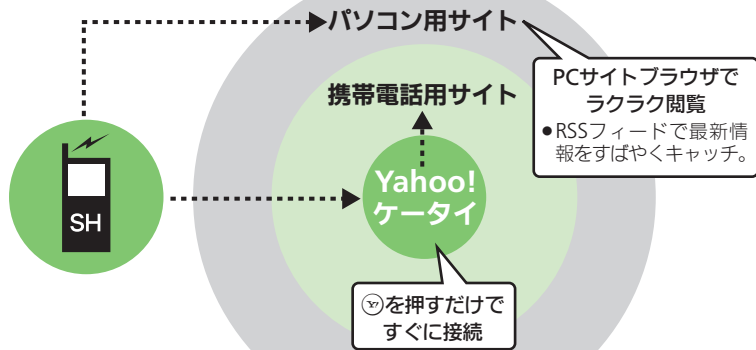 パソコン用サイト
PCサイトブラウザで
ラクラク閲覧
●RSSフィードで最新情
報をすばやくキャッチ。
携帯電話用サイト
Yahoo!
ケータイ
SH
を押すだけで
すぐに接続